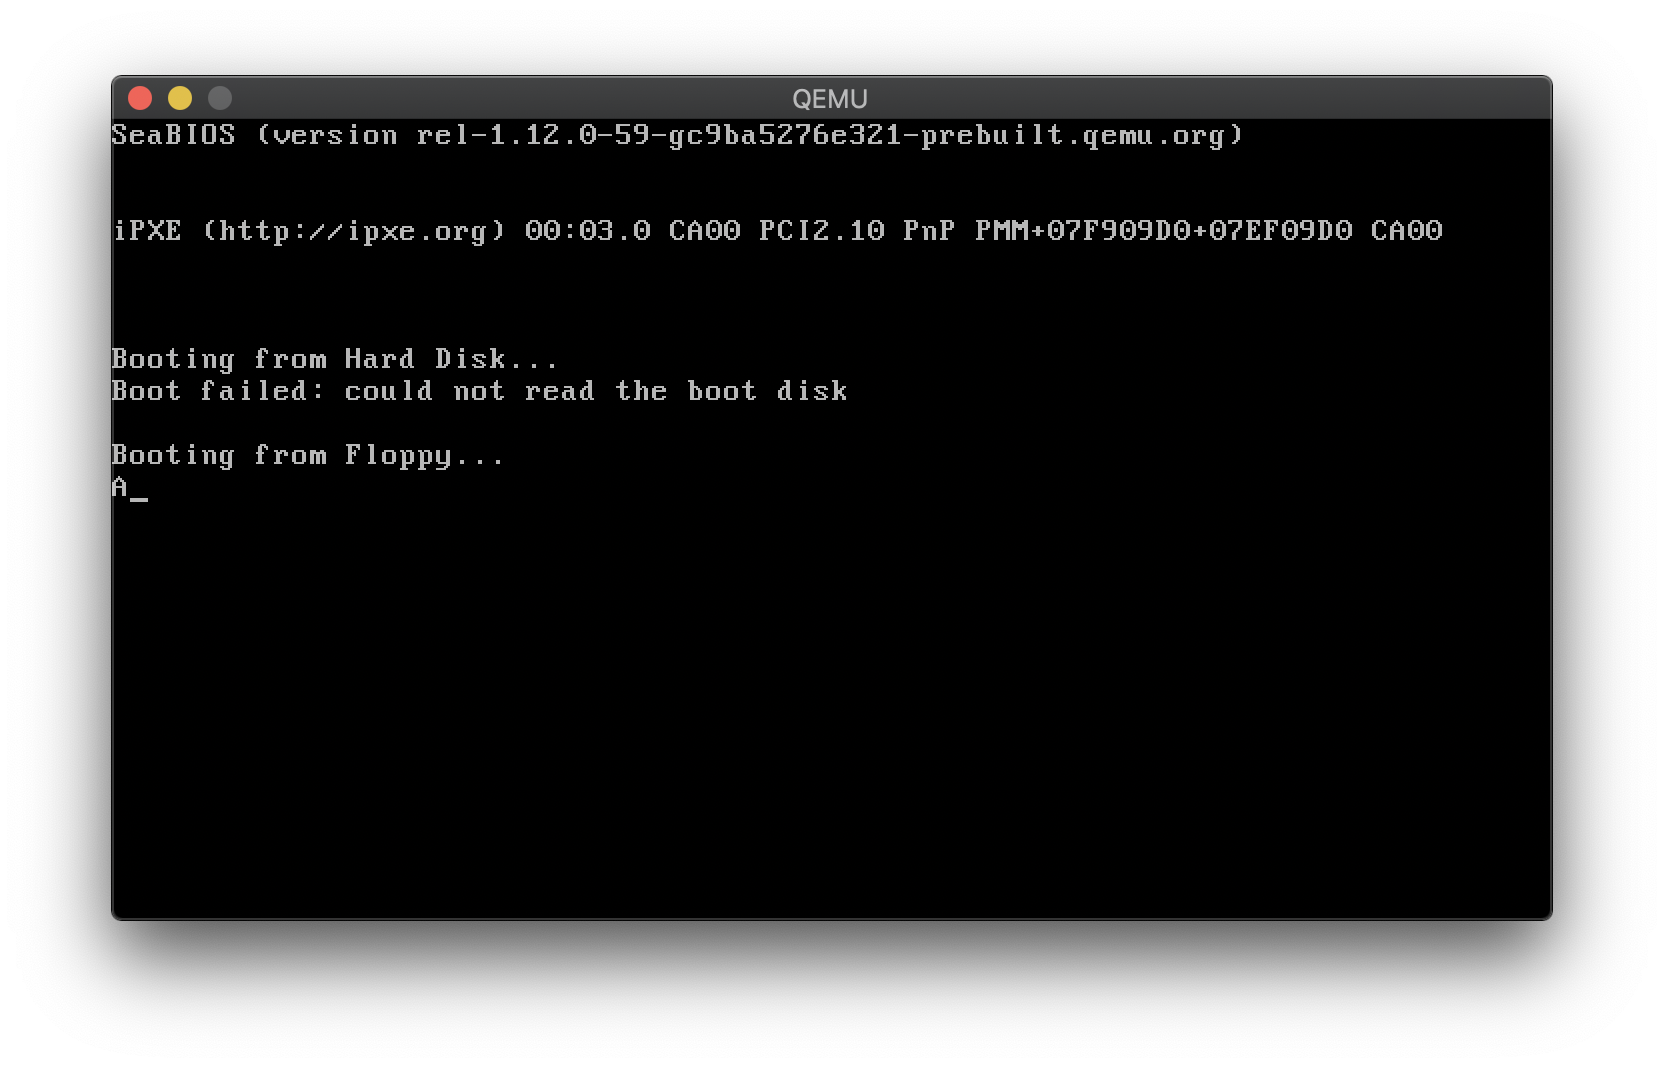 QEMU
SeaBIOS (version rel-1.12.0-59-gc9ba5276e321-prebuilt.qemu.org)
iPXE (http://ipxe.org) 00:03.0 CA00 PCI2.10 PnP PMM+07F909D0+07EF09D0 CA00
Booting from Hard Disk...
Boot failed: could not read the boot disk
Booting from Floppy...
A_